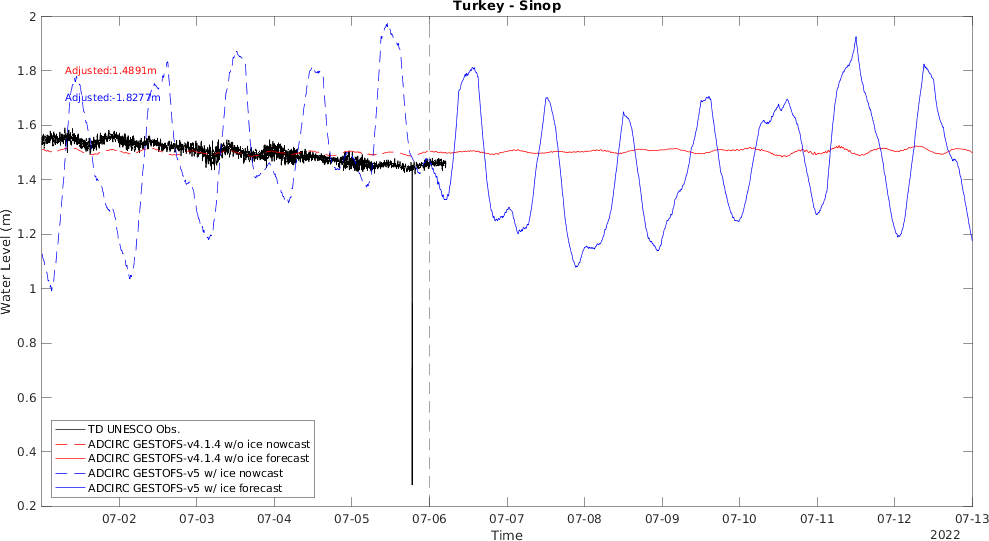 Turkey - Sinop
Adjusted:1.4891m
Adjusted:-1.8277m
Water Level (m)
2
1.8
1.6
1.4
1.2
1
0.8
0.6
0.4
0.2
TD UNESCO Obs.
ADCIRC GESTOFS-v4.1.4 w/o ice nowcast
ADCIRC GESTOFS-v4.1.4 w/o ice forecast
ADCIRC GESTOFS-v5 w/ ice nowcast
ADCIRC GESTOFS-v5 w/ ice forecast
07-02 07-03 07-04 07-05 07-06 07-07 07-08 07-09 07-10 07-11 07-12 07-13
Time
2022